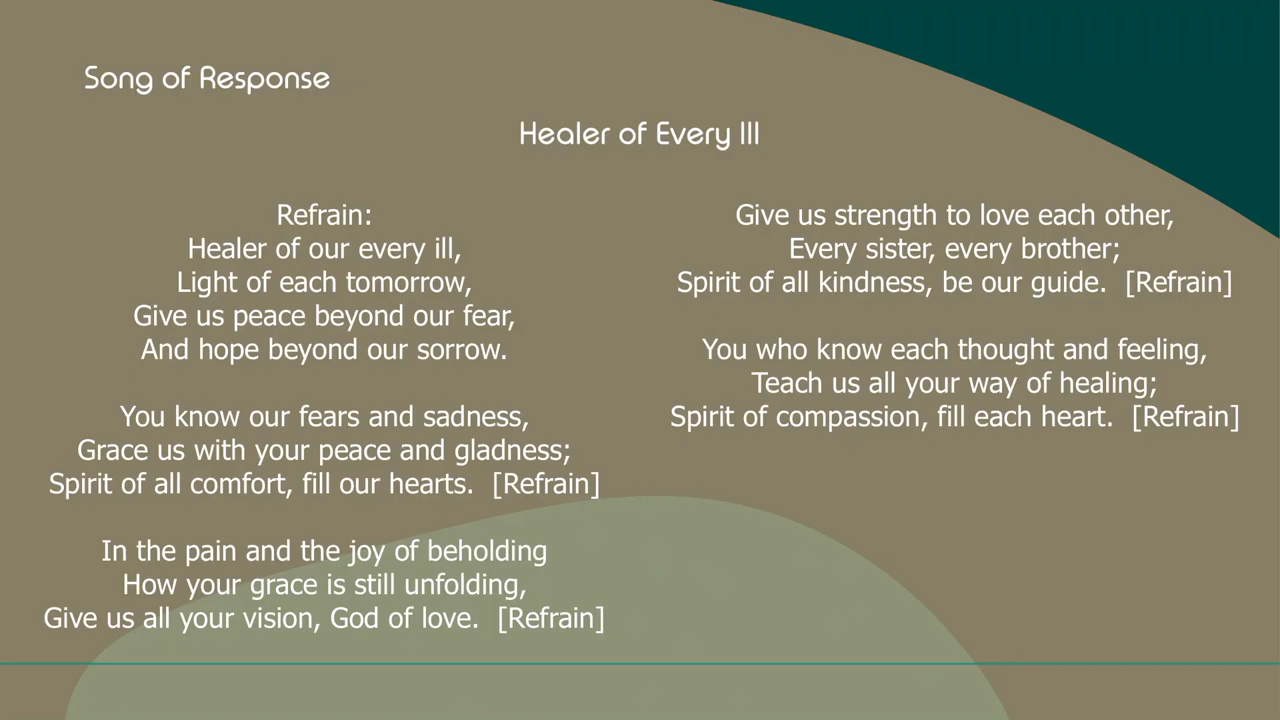 Song of Response
Healer of Every Ill
Refrain:
Healer of our every ill,
Light of each tomorrow,
Give us peace beyond our fear,
And hope beyond our sorrow.
You know our fears and sadness,
Grace us with your peace and gladness;
Spirit of all comfort, fill our hearts.  [Refrain]
In the pain and the joy of beholding
How your grace is still unfolding,
Give us all your vision, God of love.  [Refrain]
Give us strength to love each other,
Every sister, every brother;
Spirit of all kindness, be our guide.  [Refrain]
You who know each thought and feeling,
Teach us all your way of healing;
Spirit of compassion, fill each heart.  [Refrain]